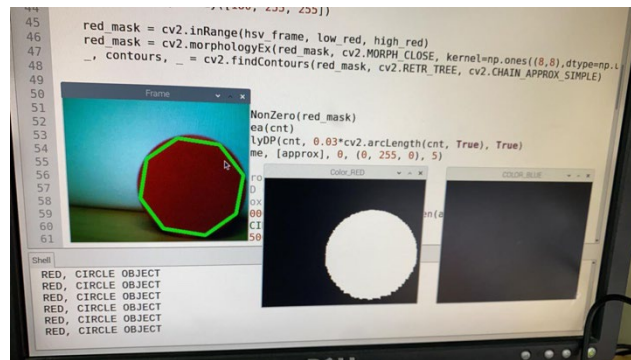 44
45 red_mask = cv2.inRange(hsv_frame, low_red, high_red)
46 red_mask = cv2.morphologyEx(red_mask, cv2.MORPH_CLOSE, kernel=np.ones((8,8),dtype=np.u
47 _, contours, _ = cv2.findContours(red_mask, cv2.RETR_TREE, cv2.CHAIN_APPROX_SIMPLE)
48
49
50
51 NonZero(red_mask)
52 ea(cnt)
53 lyDP(cnt, 0.03*cv2.arcLength(cnt, True), True)
54 me, [approx], 0, (0, 255, 0), 5)
55
56
57
58
59
60
61
Frame
Color_RED
COLOR_BLUE
Shell
RED, CIRCLE OBJECT
RED, CIRCLE OBJECT
RED, CIRCLE OBJECT
RED, CIRCLE OBJECT
RED, CIRCLE OBJECT
RED, CIRCLE OBJECT